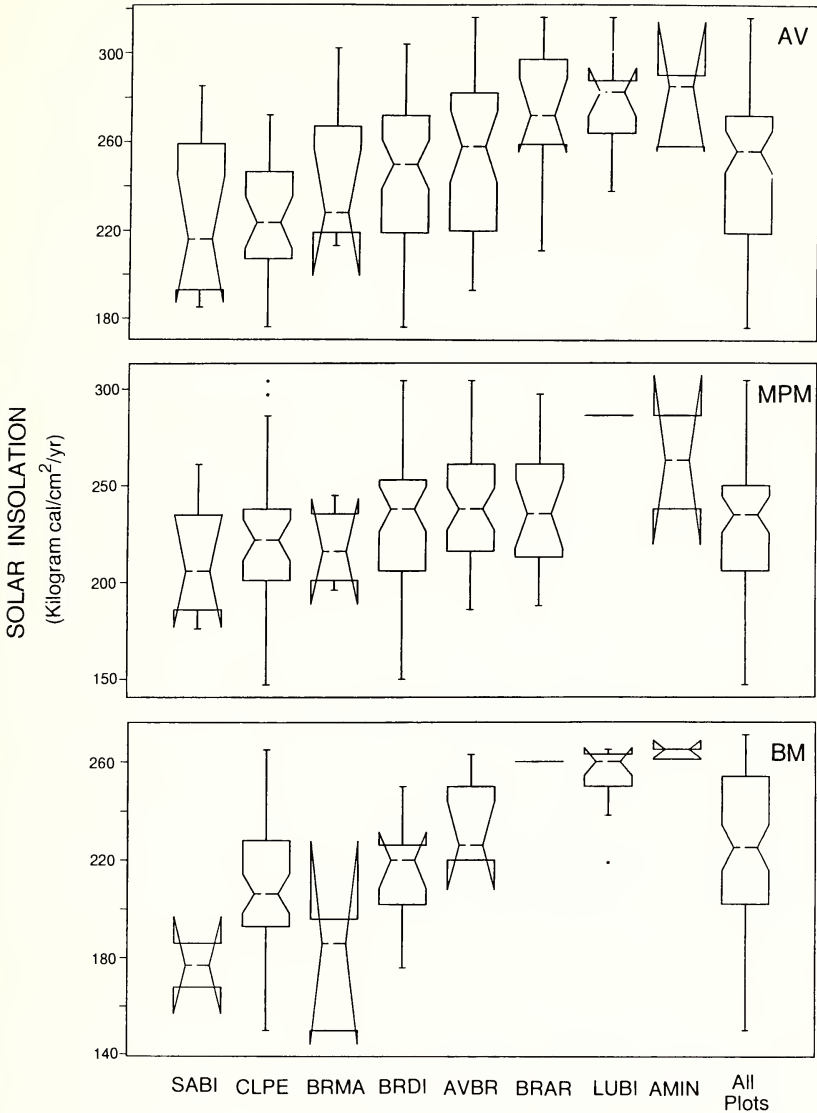 SOLAR INSOLATION
(Kilogram cal/cm²/yr)
AV
300
260
220
180
MPM
300
250
200
150
BM
260
220
180
140
SABI CLPE BRMA BRDI AVBR BRAR LUBI AMIN All
Plots